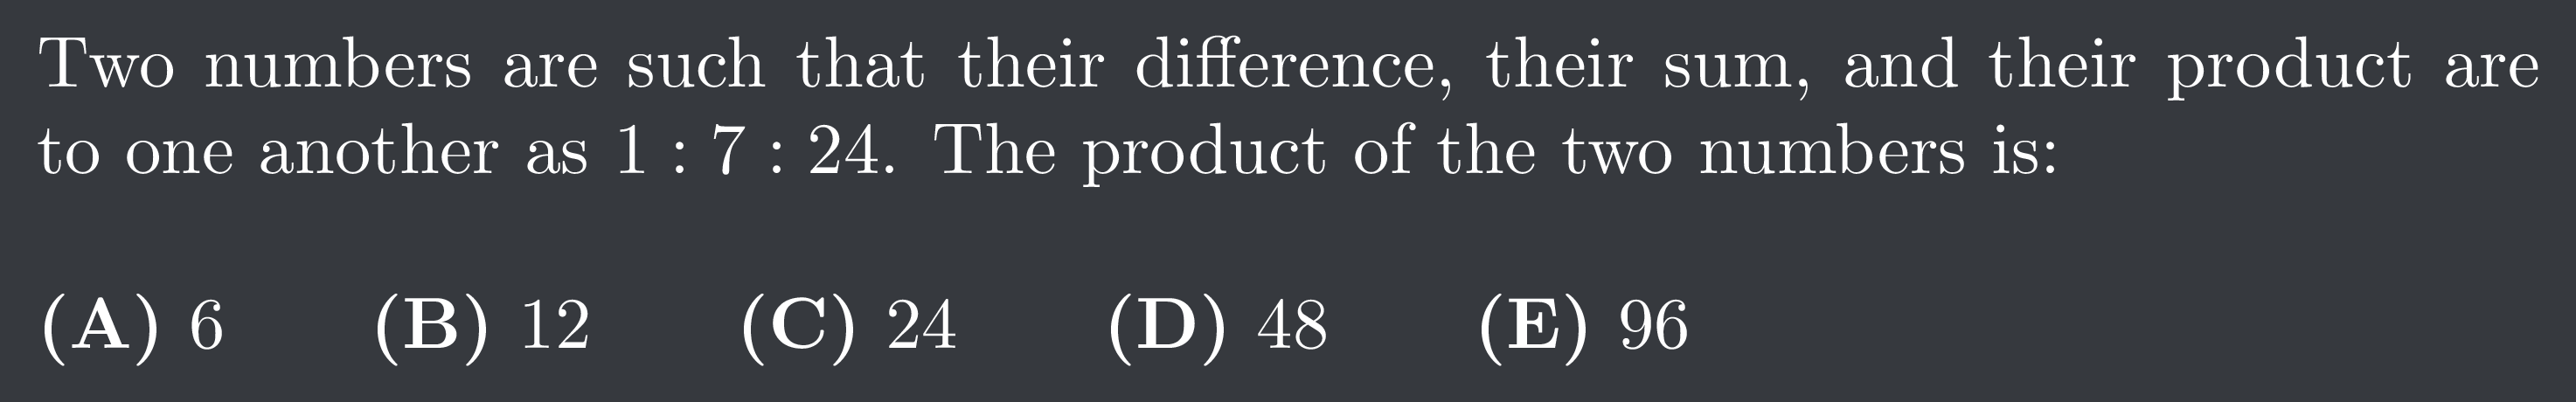 Two numbers are such that their difference, their sum, and their product are
to one another as 1 : 7 : 24. The product of the two numbers is:
(A) 6 (B) 12 (C) 24 (D) 48 (E) 96